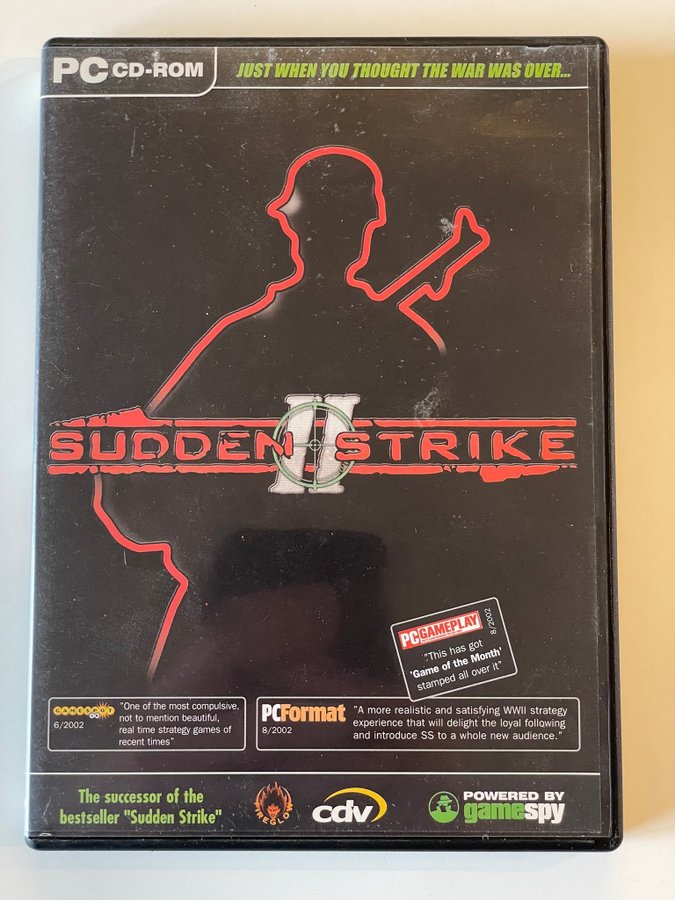 PC CD-ROM
JUST WHEN YOU THOUGHT THE WAR WAS OVER...
SUDDEN II STRIKE
PCGAMEPLAY 8/2002
"This has got
'Game of the Month'
stamped all over it"
GAMESPOT
6/2002
"One of the most compulsive,
not to mention beautiful,
real time strategy games of
recent times"
PCFormat
8/2002
"A more realistic and satisfying WWII strategy
experience that will delight the loyal following
and introduce SS to a whole new audience."
The successor of the
bestseller "Sudden Strike"
FIREGLOW
cdv
POWERED BY
gamespy